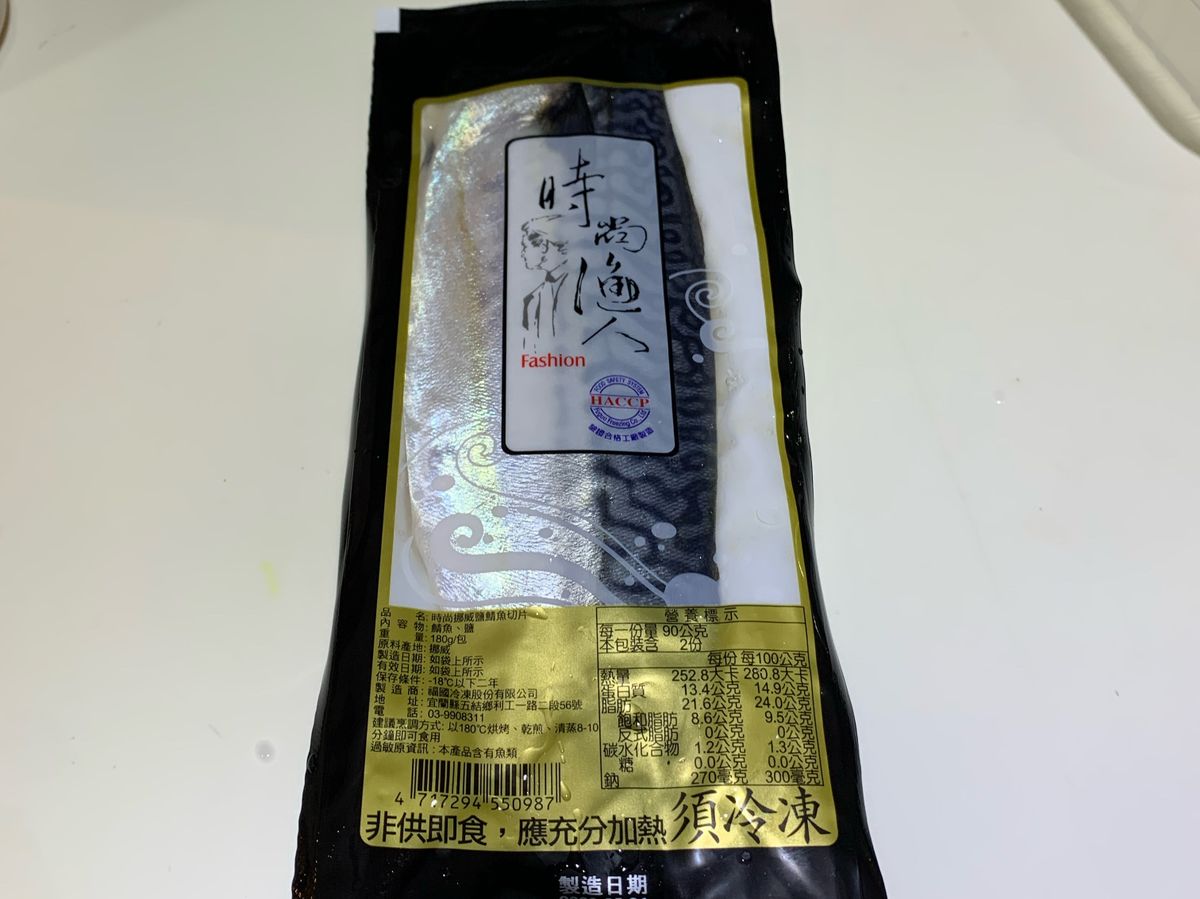 時尚漁人
Fashion
FOOD SAFETY SYSTEM
HACCP
榮譽合格工廠製造
品名: 時尚挪威鹽鯖魚切片
內容物: 鯖魚、鹽
重量: 180g/包
原料產地: 挪威
製造日期: 如袋上所示
有效日期: 如袋上所示
保存條件: -18°C以下二年
製造商: 福國冷凍股份有限公司
地址: 宜蘭縣五結鄉利工一路二段56號
電話: 03-9908311
建議烹調方式: 以180°C烘烤、乾煎、清蒸8-10
分鐘即可食用
過敏原資訊: 本產品含有魚類
4 717294 550987
營養標示
每一份量 90公克
本包裝含 2份
每份 每100公克
熱量 252.8大卡 280.8大卡
蛋白質 13.4公克 14.9公克
脂肪 21.6公克 24.0公克
飽和脂肪 8.6公克 9.5公克
反式脂肪 0公克 0公克
碳水化合物 1.2公克 1.3公克
糖 0.0公克 0.0公克
鈉 270毫克 300毫克
非供即食，應充分加熱 須冷凍
製造日期